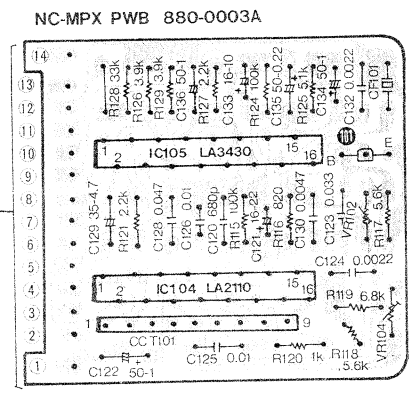 NC-MPX PWB 880-0003A
14
13
12
11
10
9
8
7
6
5
4
3
2
1
R128 33k
R126 3.9k
R129 3.9k
C136 50-1
R127 2.2k
C133 16-10
R124 100k
C135 50-0.22
R125 5.1k
C134 50-1
C132 0.0022
CF101
1 2 IC105 LA3430 15 16
B E
C129 35-4.7
R121 2.2k
C128 0.047
C126 0.01
C120 680p
R115 100k
C121 16-22
R116 820
C130 0.0047
C123 0.033
VR102
R117 5.6k
C124 0.0022
1 2 IC104 LA2110 15 16
R119 6.8k
1 CCT101 9
C122 50-1
C125 0.01
R120 1k
R118 5.6k
VR104